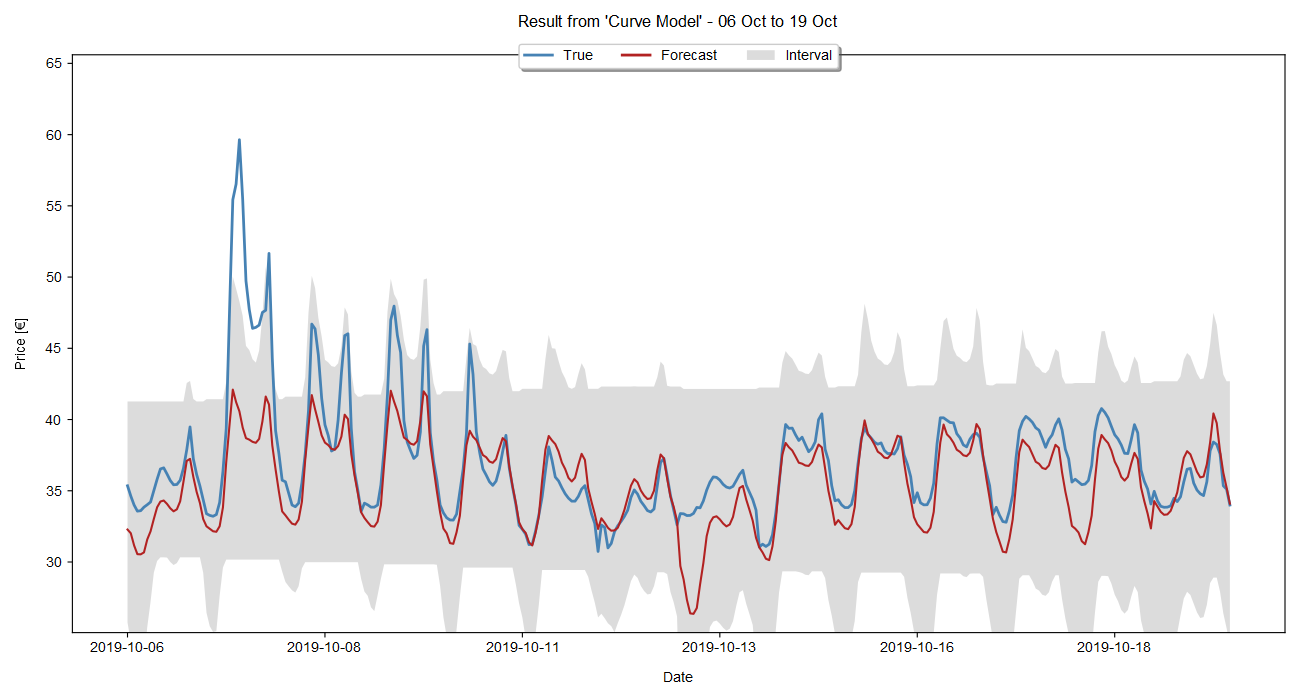 Result from 'Curve Model' - 06 Oct to 19 Oct
True Forecast Interval
65
60
55
50
45
40
35
30
Price [€]
2019-10-06 2019-10-08 2019-10-11 2019-10-13 2019-10-16 2019-10-18
Date